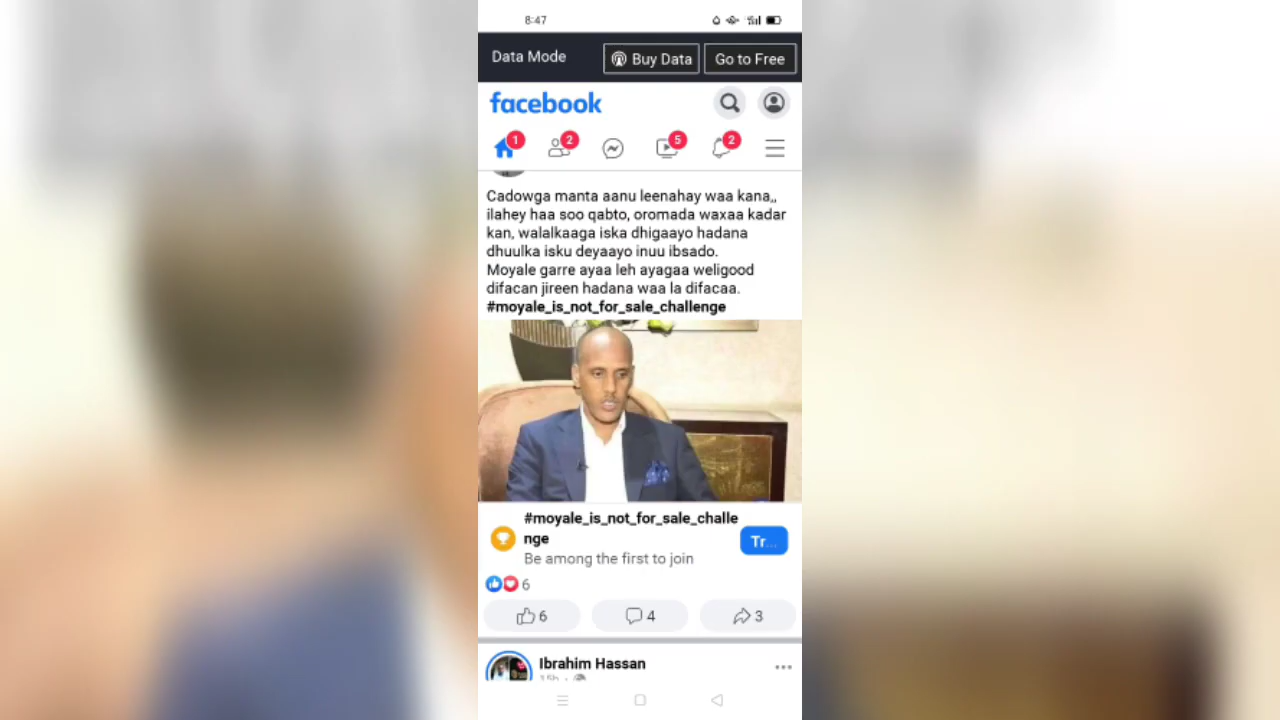 8:47
Data Mode
Buy Data
Go to Free
facebook
1
2
5
2
Cadowga manta aanu leenahay waa kana,,
ilahey haa soo qabto, oromada waxaa kadar
kan, walalkaaga iska dhigaayo hadana
dhuulka isku deyaayo inuu ibsado.
Moyale garre ayaa leh ayagaa weligood
difacan jireen hadana waa la difacaa.
#moyale_is_not_for_sale_challenge
#moyale_is_not_for_sale_challe
nge
Tr...
Be among the first to join
6
6
4
3
Ibrahim Hassan